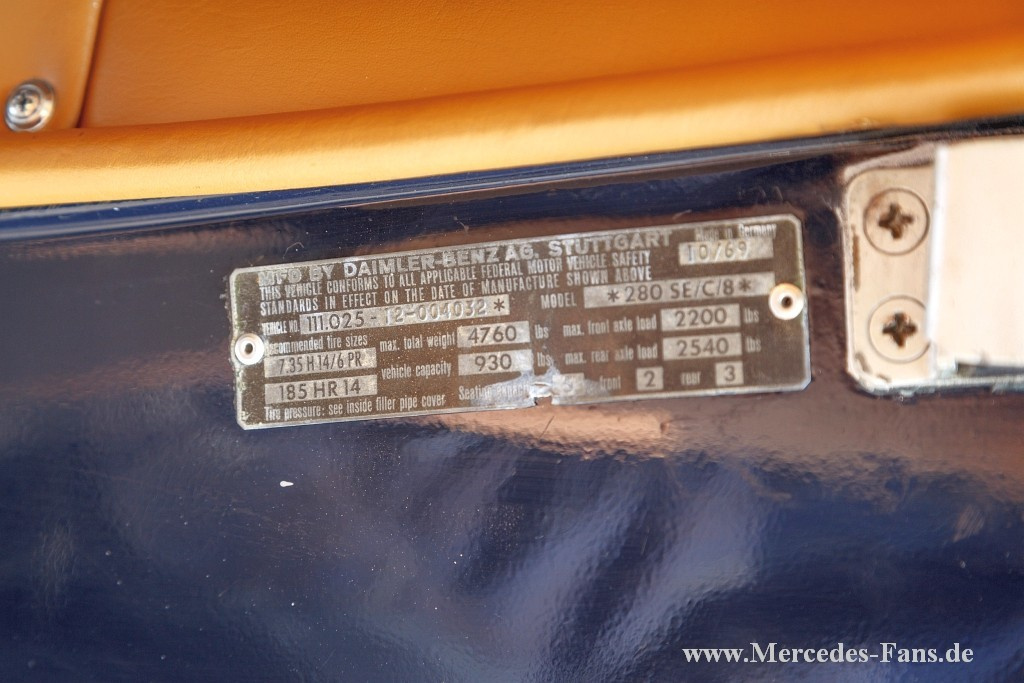 Made in Germany
MFD BY DAIMLER-BENZ AG. STUTTGART 10/69
THIS VEHICLE CONFORMS TO ALL APPLICABLE FEDERAL MOTOR VEHICLE SAFETY
STANDARDS IN EFFECT ON THE DATE OF MANUFACTURE SHOWN ABOVE
VEHICLE NO. 111.025-12-004032* MODEL *280 SE/C/8*
Recommended tire sizes max. total weight 4760 lbs max. front axle load 2200 lbs
7.35 H 14/6 PR vehicle capacity 930 lbs max. rear axle load 2540 lbs
185 HR 14 Seating 5 front 2 rear 3
Tire pressure: see inside filler pipe cover
www.Mercedes-Fans.de